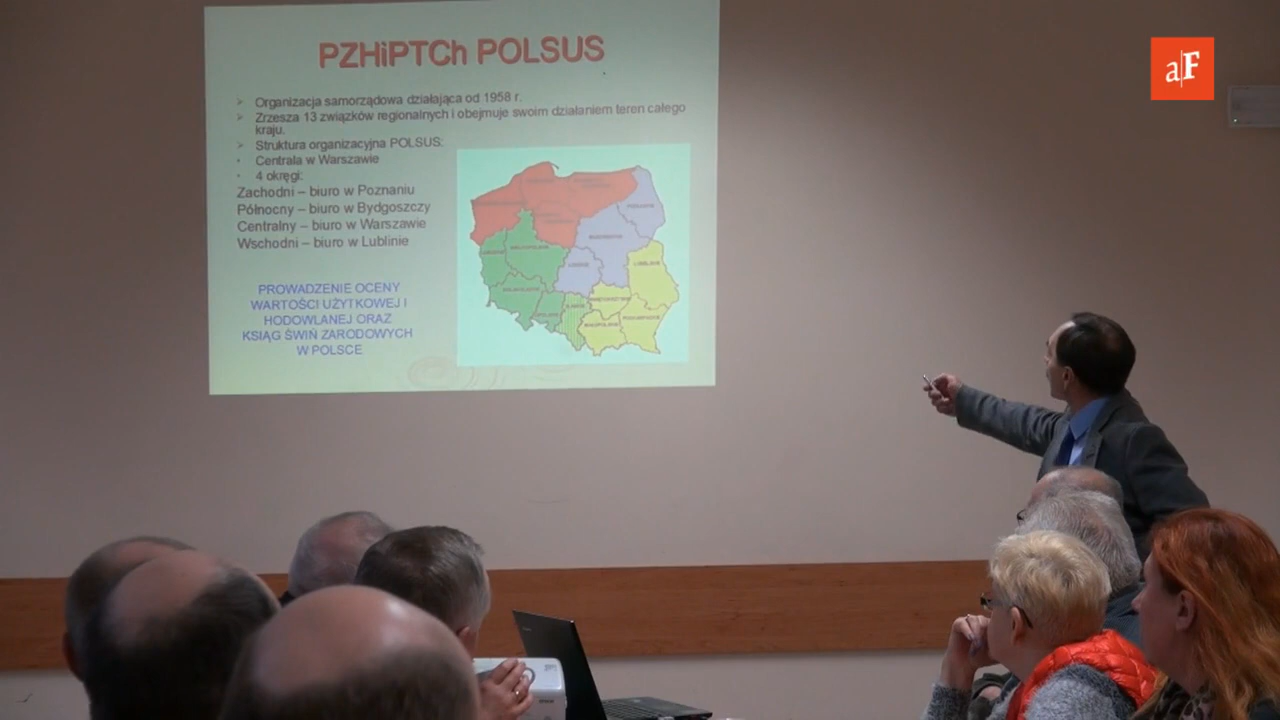 PZHiPTCh POLSUS
a|F
Organizacja samorządowa działająca od 1958 r.
Zrzesza 13 związków regionalnych i obejmuje swoim działaniem teren całego
kraju.
Struktura organizacyjna POLSUS:
Centrala w Warszawie
4 okręgi:
Zachodni – biuro w Poznaniu
Północny – biuro w Bydgoszczy
Centralny – biuro w Warszawie
Wschodni – biuro w Lublinie
PROWADZENIE OCENY
WARTOŚCI UŻYTKOWEJ I
HODOWLANEJ ORAZ
KSIĄG ŚWIŃ ZARODOWYCH
W POLSCE